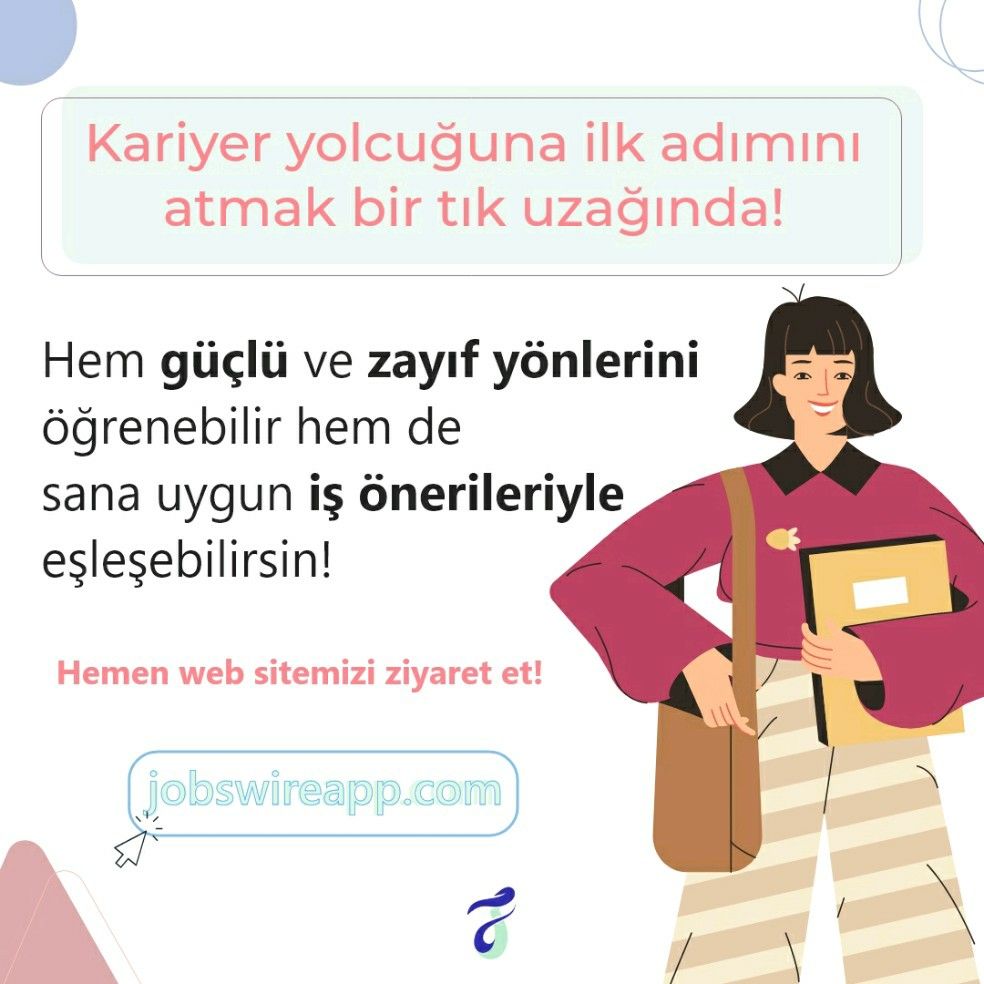 Kariyer yolcuğuna ilk adımını
atmak bir tık uzağında!
Hem güçlü ve zayıf yönlerini
öğrenebilir hem de
sana uygun iş önerileriyle
eşleşebilirsin!
Hemen web sitemizi ziyaret et!
jobswireapp.com